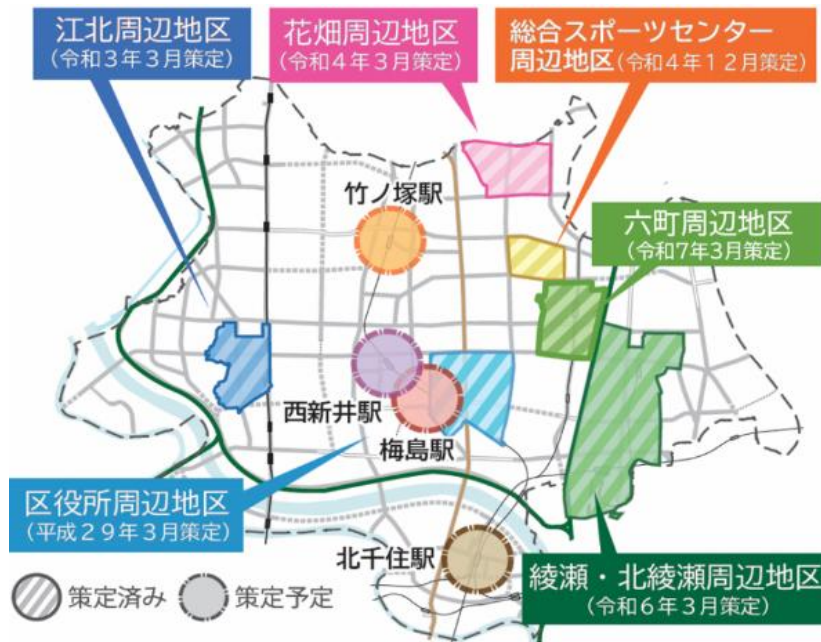 江北周辺地区
(令和3年3月策定)
花畑周辺地区
(令和4年3月策定)
総合スポーツセンター
周辺地区(令和4年12月策定)
竹ノ塚駅
六町周辺地区
(令和7年3月策定)
西新井駅
梅島駅
区役所周辺地区
(平成29年3月策定)
北千住駅
綾瀬・北綾瀬周辺地区
(令和6年3月策定)
策定済み
策定予定